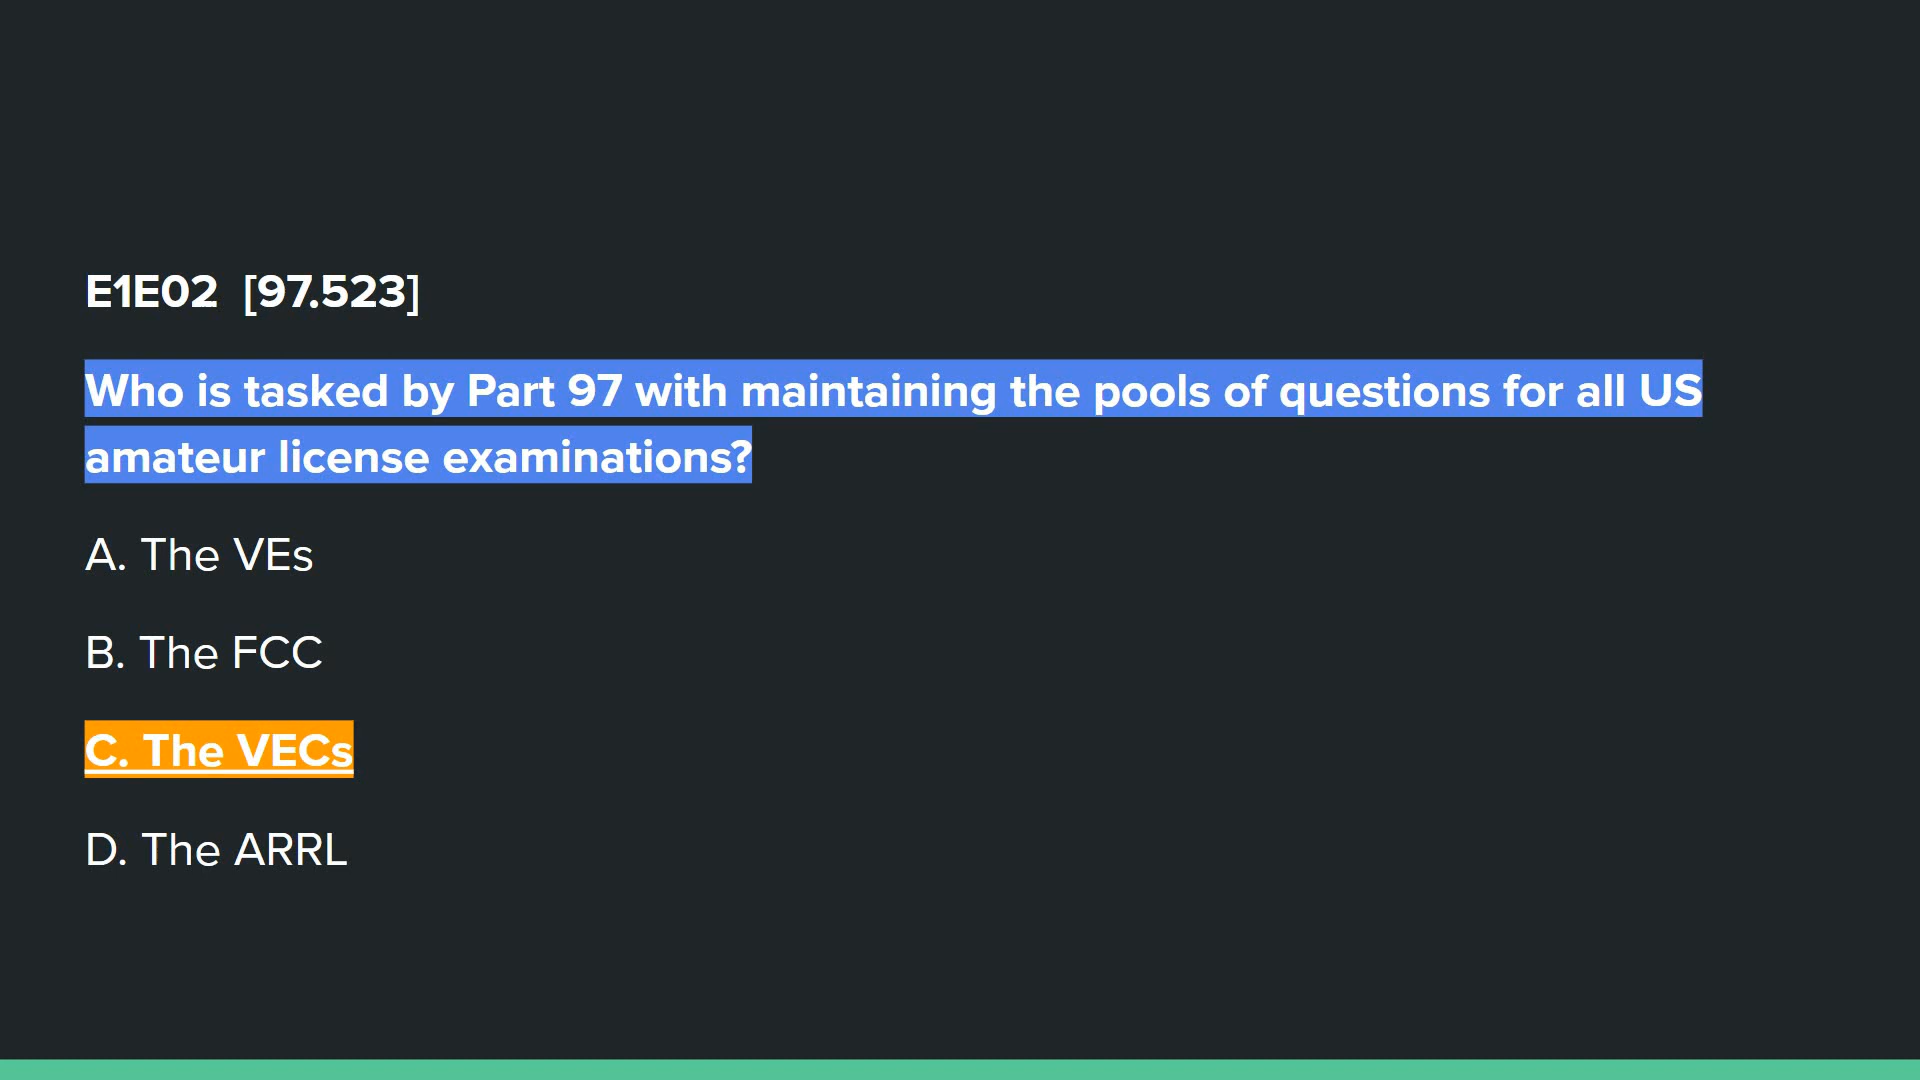 E1E02  [97.523]
Who is tasked by Part 97 with maintaining the pools of questions for all US
amateur license examinations?
A. The VEs
B. The FCC
C. The VECs
D. The ARRL